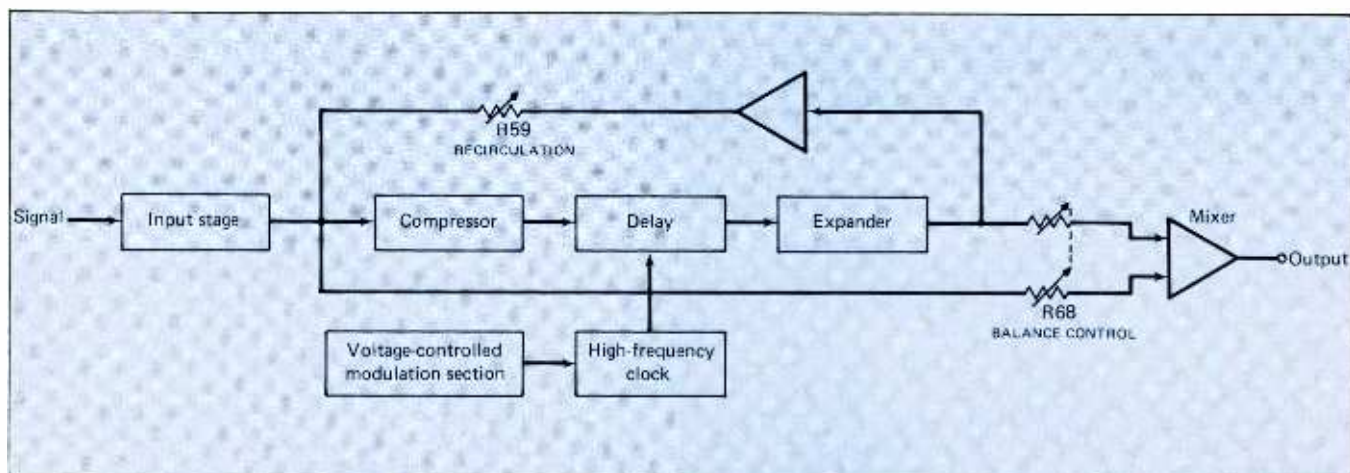 R59
RECIRCULATION
Signal
Input stage
Compressor
Delay
Expander
Mixer
Output
R68
BALANCE CONTROL
Voltage-controlled
modulation section
High-frequency
clock